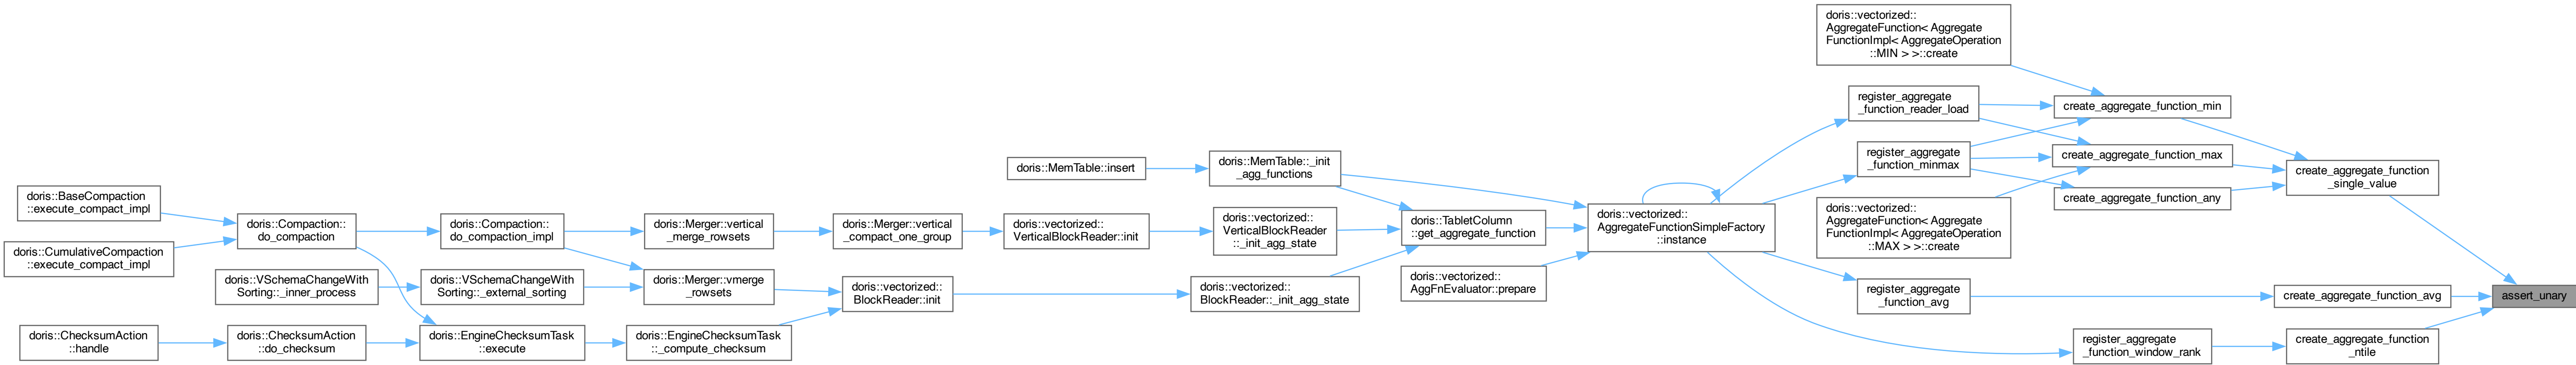 doris::BaseCompaction
::execute_compact_impl
doris::CumulativeCompaction
::execute_compact_impl
doris::Compaction::
do_compaction
doris::VSchemaChangeWith
Sorting::_inner_process
doris::ChecksumAction
::handle
doris::ChecksumAction
::do_checksum
doris::Compaction::
do_compaction_impl
doris::VSchemaChangeWith
Sorting::_external_sorting
doris::EngineChecksumTask
::execute
doris::Merger::vertical
_merge_rowsets
doris::Merger::vmerge
_rowsets
doris::EngineChecksumTask
::_compute_checksum
doris::Merger::vertical
_compact_one_group
doris::vectorized::
BlockReader::init
doris::MemTable::insert
doris::vectorized::
VerticalBlockReader::init
doris::MemTable::_init
_agg_functions
doris::vectorized::
VerticalBlockReader
::_init_agg_state
doris::vectorized::
BlockReader::_init_agg_state
doris::TabletColumn
::get_aggregate_function
doris::vectorized::
AggFnEvaluator::prepare
doris::vectorized::
AggregateFunctionSimpleFactory
::instance
doris::vectorized::
AggregateFunction< Aggregate
FunctionImpl< AggregateOperation
::MIN > >::create
register_aggregate
_function_reader_load
register_aggregate
_function_minmax
doris::vectorized::
AggregateFunction< Aggregate
FunctionImpl< AggregateOperation
::MAX > >::create
register_aggregate
_function_avg
register_aggregate
_function_window_rank
create_aggregate_function_min
create_aggregate_function_max
create_aggregate_function_any
create_aggregate_function
_single_value
create_aggregate_function_avg
create_aggregate_function
_ntile
assert_unary